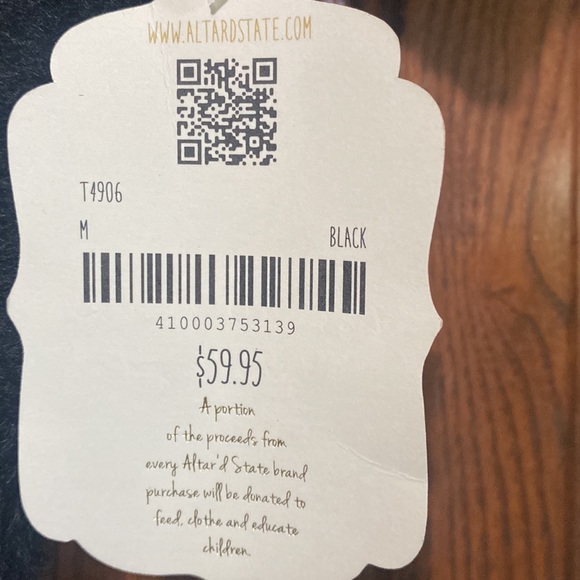 WWW.ALTARDSTATE.COM
T4906
M
BLACK
410003753139
$59.95
A portion
of the proceeds from
every Altar'd State brand
purchase will be donated to
feed, clothe and educate
children.